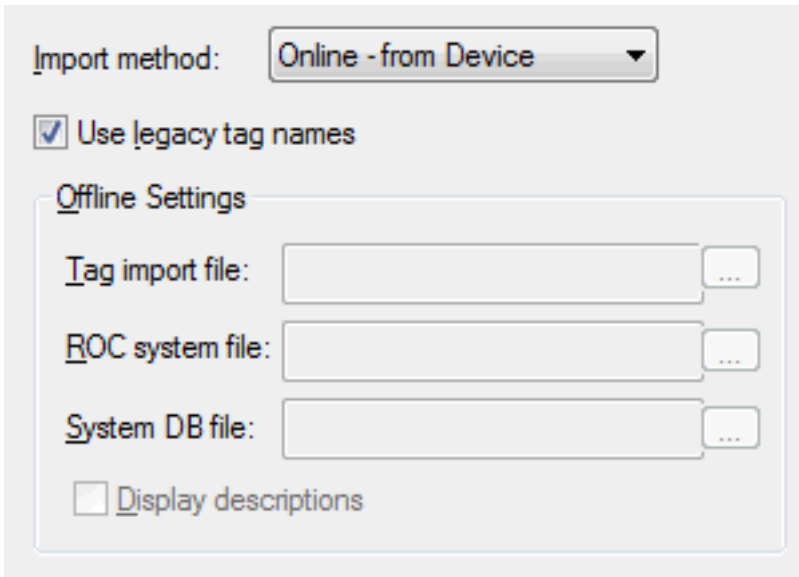 Import method: Online - from Device
Use legacy tag names
Offline Settings
Tag import file: ...
ROC system file: ...
System DB file: ...
Display descriptions